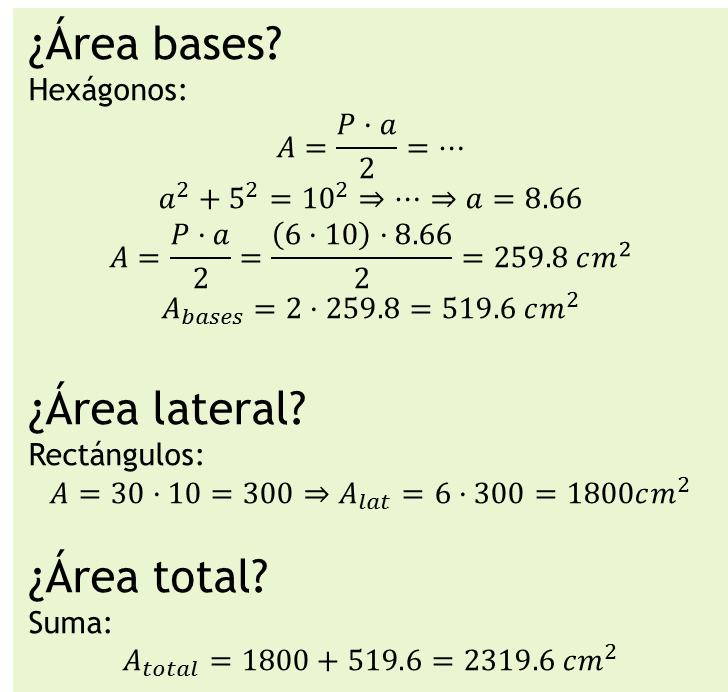 ¿Área bases?
Hexágonos:
A = P · a / 2 = ⋯
a² + 5² = 10² ⇒ ⋯ ⇒ a = 8.66
A = P · a / 2 = (6 · 10) · 8.66 / 2 = 259.8 cm²
A_bases = 2 · 259.8 = 519.6 cm²
¿Área lateral?
Rectángulos:
A = 30 · 10 = 300 ⇒ A_lat = 6 · 300 = 1800cm²
¿Área total?
Suma:
A_total = 1800 + 519.6 = 2319.6 cm²